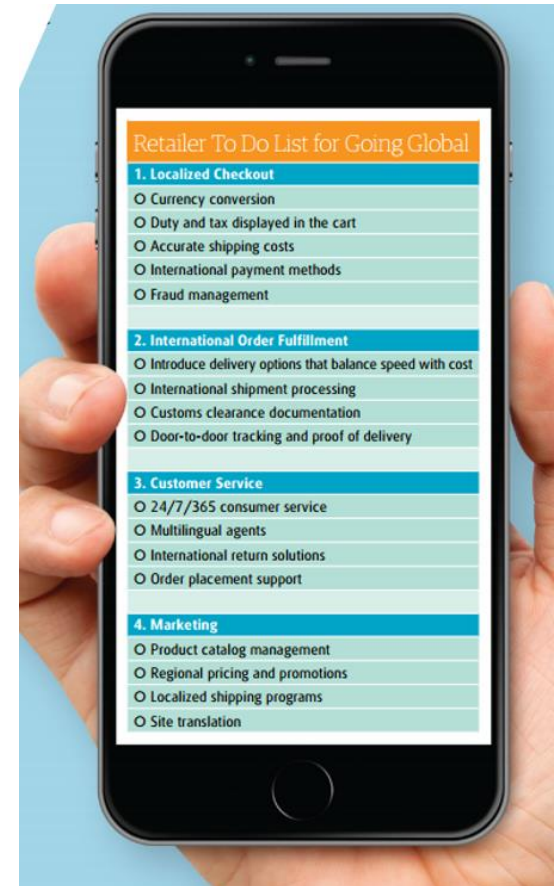 Retailer To Do List for Going Global
1. Localized Checkout
O Currency conversion
O Duty and tax displayed in the cart
O Accurate shipping costs
O International payment methods
O Fraud management
2. International Order Fulfillment
O Introduce delivery options that balance speed with cost
O International shipment processing
O Customs clearance documentation
O Door-to-door tracking and proof of delivery
3. Customer Service
O 24/7/365 consumer service
O Multilingual agents
O International return solutions
O Order placement support
4. Marketing
O Product catalog management
O Regional pricing and promotions
O Localized shipping programs
O Site translation